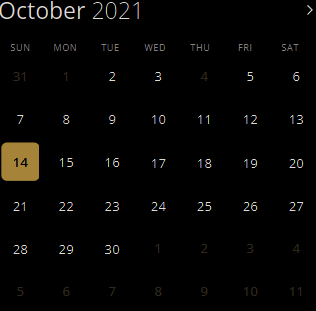 October 2021
SUN MON TUE WED THU FRI SAT
31 1 2 3 4 5 6
7 8 9 10 11 12 13
14 15 16 17 18 19 20
21 22 23 24 25 26 27
28 29 30 1 2 3 4
5 6 7 8 9 10 11